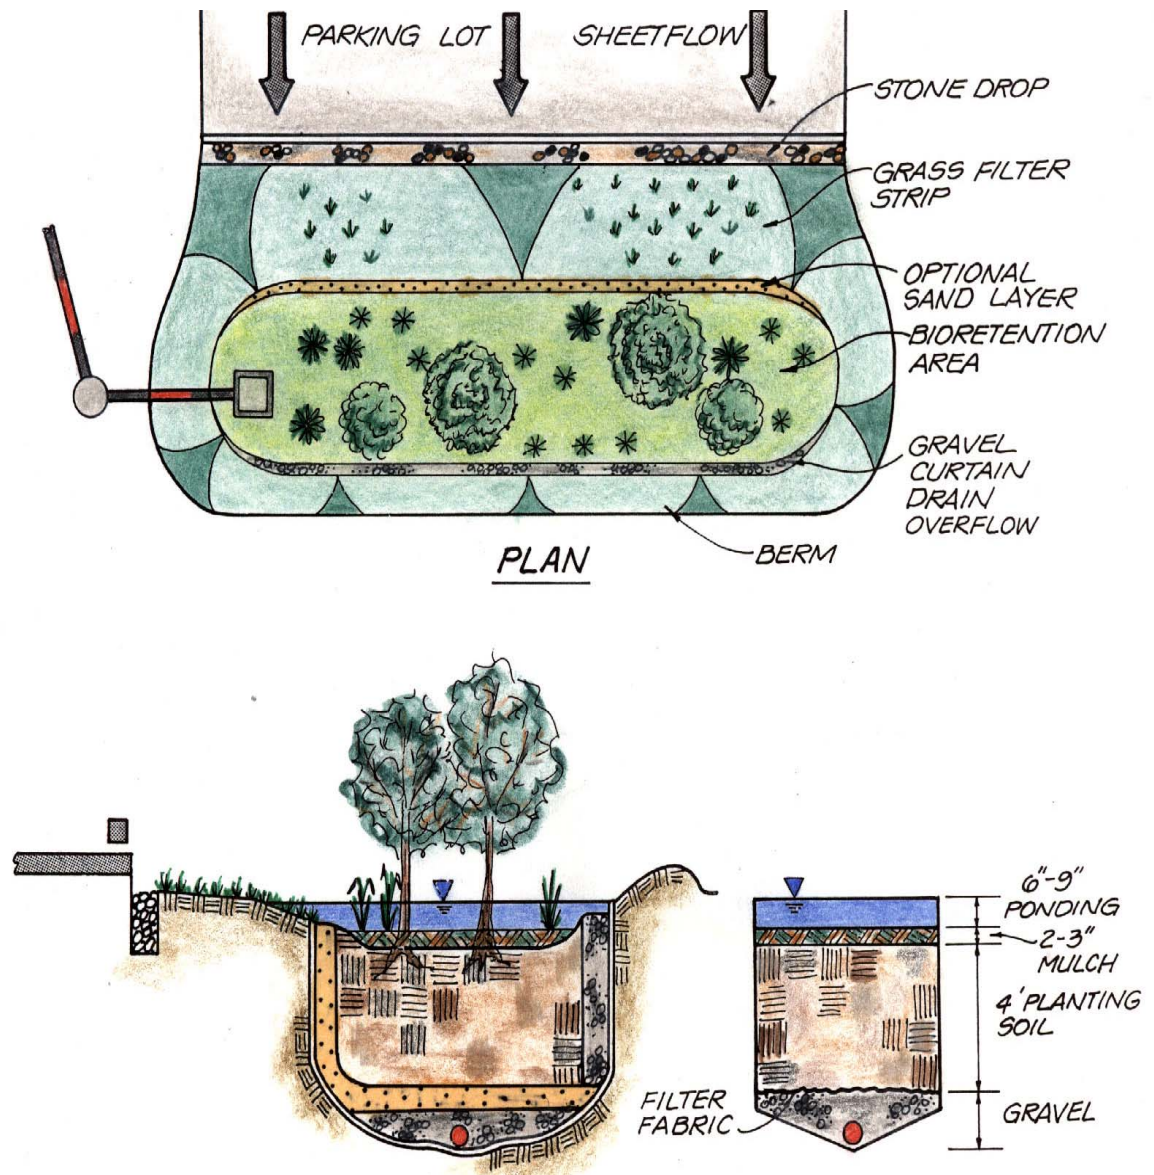 PARKING LOT SHEETFLOW
STONE DROP
GRASS FILTER
STRIP
OPTIONAL
SAND LAYER
BIORETENTION
AREA
GRAVEL
CURTAIN
DRAIN
OVERFLOW
BERM
PLAN
6"-9"
PONDING
2-3"
MULCH
4' PLANTING
SOIL
FILTER
FABRIC
GRAVEL